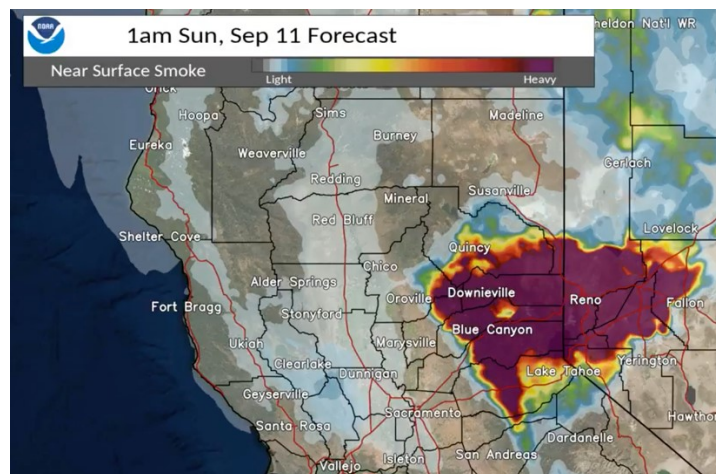 NOAA
1am Sun, Sep 11 Forecast
Near Surface Smoke
Light
Heavy
Sheldon Nat'l WR
Orick
Hoopa
Sims
Burney
Madeline
Eureka
Weaverville
Gerlach
Redding
Mineral
Susanville
Red Bluff
Lovelock
Shelter Cove
Quincy
Chico
Alder Springs
Downieville
Reno
Fallon
Oroville
Fort Bragg
Stonyford
Blue Canyon
Ukiah
Marysville
Yerington
Clearlake
Dunnigan
Lake Tahoe
Geyserville
Sacramento
Hawthor
Santa Rosa
Dardanelle
San Andreas
Isleton
Vallejo